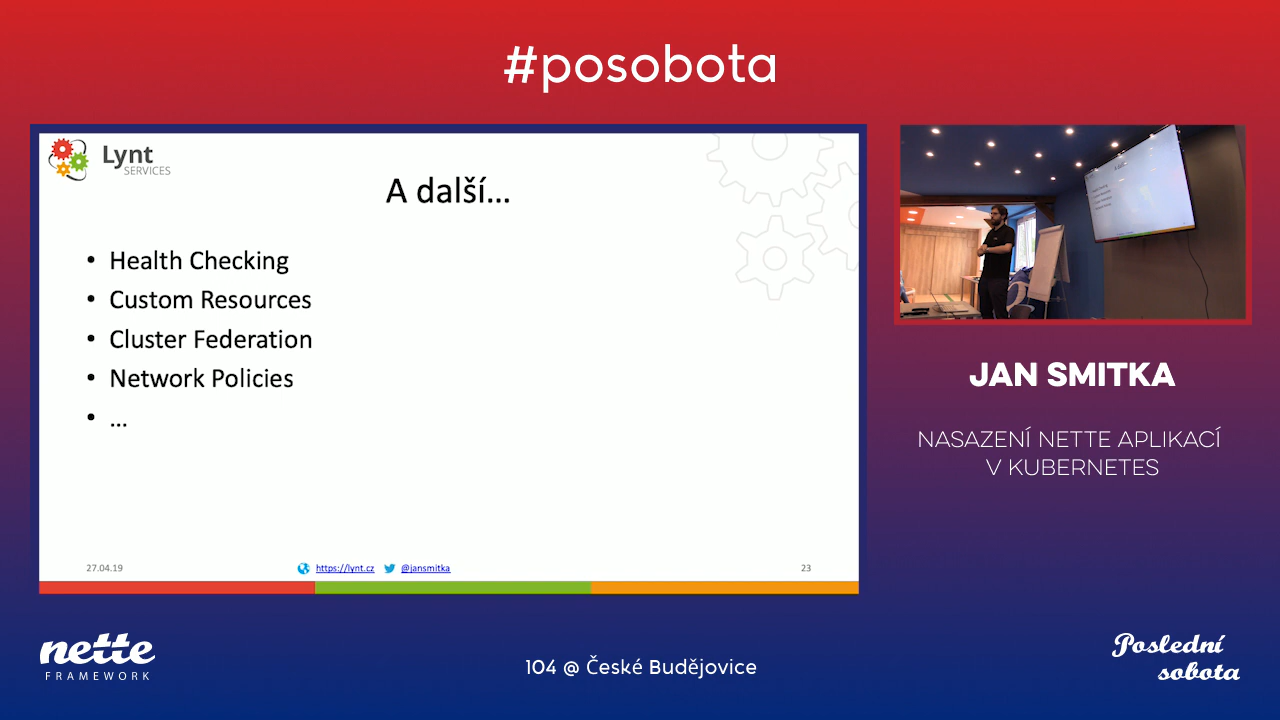 #posobota
Lynt
SERVICES
A další...
• Health Checking
• Custom Resources
• Cluster Federation
• Network Policies
• ...
27.04.19
https://lynt.cz
@jansmitka
23
JAN SMITKA
NASAZENÍ NETTE APLIKACÍ
V KUBERNETES
nette
FRAMEWORK
104 @ České Budějovice
Poslední
sobota